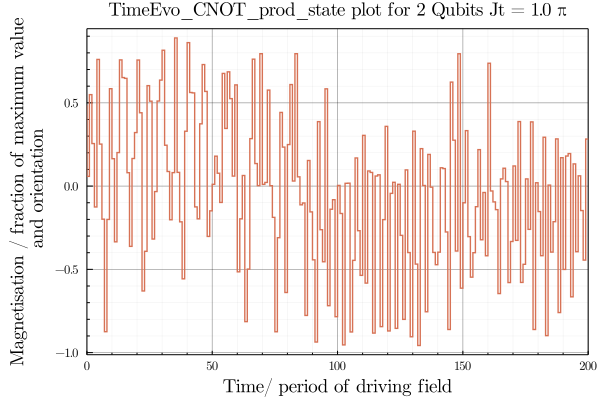 TimeEvo_CNOT_prod_state plot for 2 Qubits Jt = 1.0 π
Magnetisation / fraction of maximum value
and orientation
0.5
0.0
−0.5
−1.0
0 50 100 150 200
Time/ period of driving field